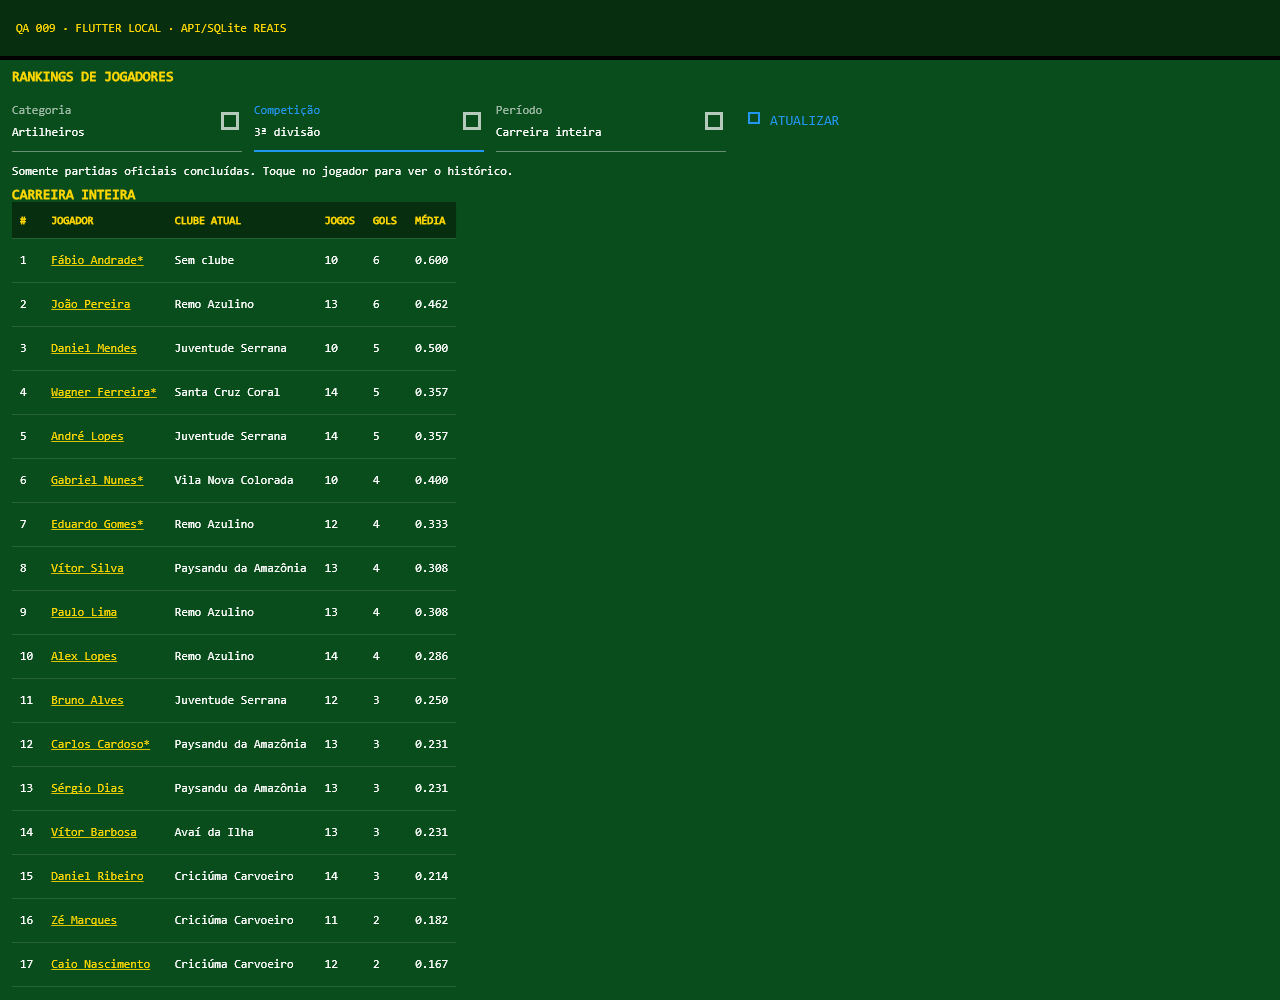 QA 009 · FLUTTER LOCAL · API/SQLite REAIS
RANKINGS DE JOGADORES
Categoria Competição Período
Artilheiros 3ª divisão Carreira inteira ATUALIZAR
Somente partidas oficiais concluídas. Toque no jogador para ver o histórico.
CARREIRA INTEIRA
# JOGADOR CLUBE ATUAL JOGOS GOLS MÉDIA
1 Fábio Andrade* Sem clube 10 6 0.600
2 João Pereira Remo Azulino 13 6 0.462
3 Daniel Mendes Juventude Serrana 10 5 0.500
4 Wagner Ferreira* Santa Cruz Coral 14 5 0.357
5 André Lopes Juventude Serrana 14 5 0.357
6 Gabriel Nunes* Vila Nova Colorada 10 4 0.400
7 Eduardo Gomes* Remo Azulino 12 4 0.333
8 Vítor Silva Paysandu da Amazônia 13 4 0.308
9 Paulo Lima Remo Azulino 13 4 0.308
10 Alex Lopes Remo Azulino 14 4 0.286
11 Bruno Alves Juventude Serrana 12 3 0.250
12 Carlos Cardoso* Paysandu da Amazônia 13 3 0.231
13 Sérgio Dias Paysandu da Amazônia 13 3 0.231
14 Vítor Barbosa Avaí da Ilha 13 3 0.231
15 Daniel Ribeiro Criciúma Carvoeiro 14 3 0.214
16 Zé Marques Criciúma Carvoeiro 11 2 0.182
17 Caio Nascimento Criciúma Carvoeiro 12 2 0.167